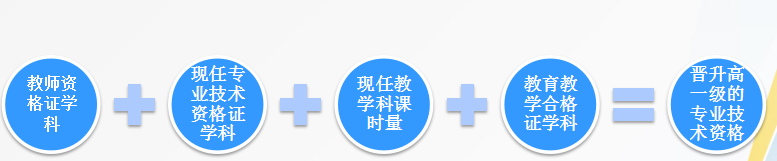 教师资
格证学
科
+
现任专
业技术
资格证
学科
+
现任教
学科课
时量
+
教育教
学合格
证学科
=
晋升高
一级的
专业技
术资格